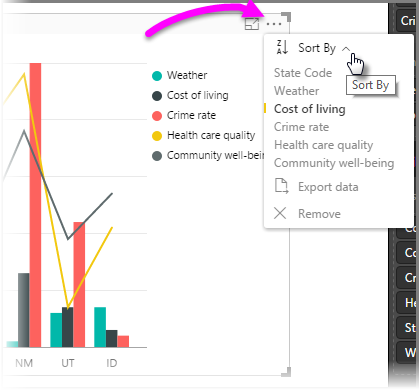 Cri
Sort By
Weather
Cost of living
Crime rate
Health care quality
Community well-bein
State Code
Weather
Sort By
Cost of living
Crime rate
Health care quality
Community well-being
Export data
Remove
Co
Co
Cri
He
St
W
NM UT ID